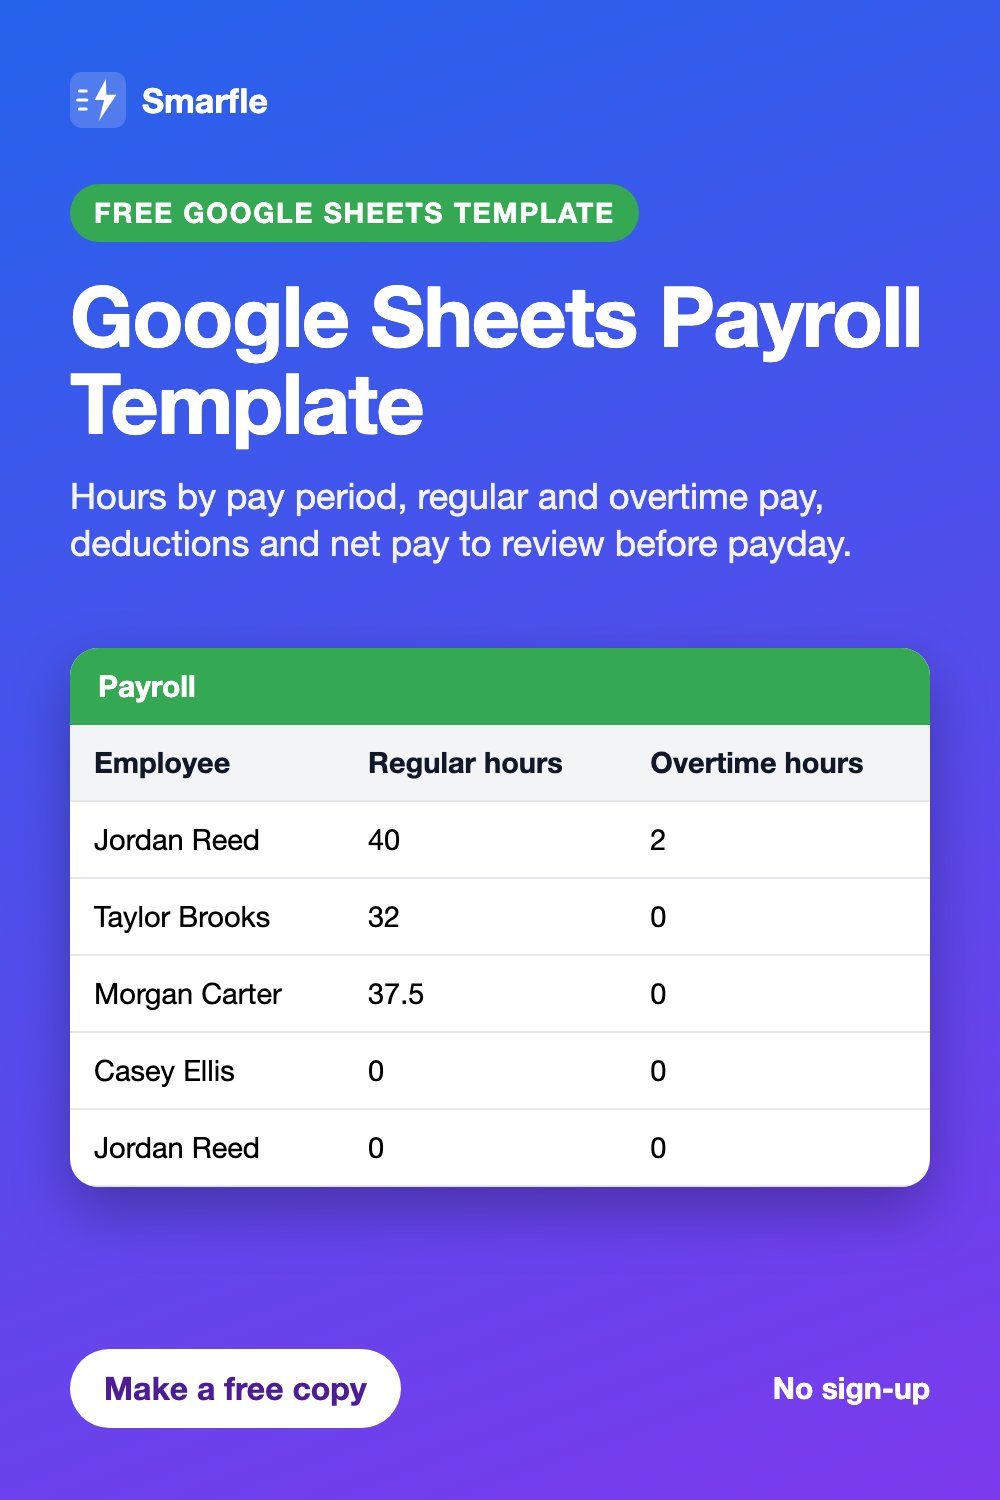 Smarfle
FREE GOOGLE SHEETS TEMPLATE
Google Sheets Payroll
Template
Hours by pay period, regular and overtime pay,
deductions and net pay to review before payday.
Payroll
Employee Regular hours Overtime hours
Jordan Reed 40 2
Taylor Brooks 32 0
Morgan Carter 37.5 0
Casey Ellis 0 0
Jordan Reed 0 0
Make a free copy No sign-up